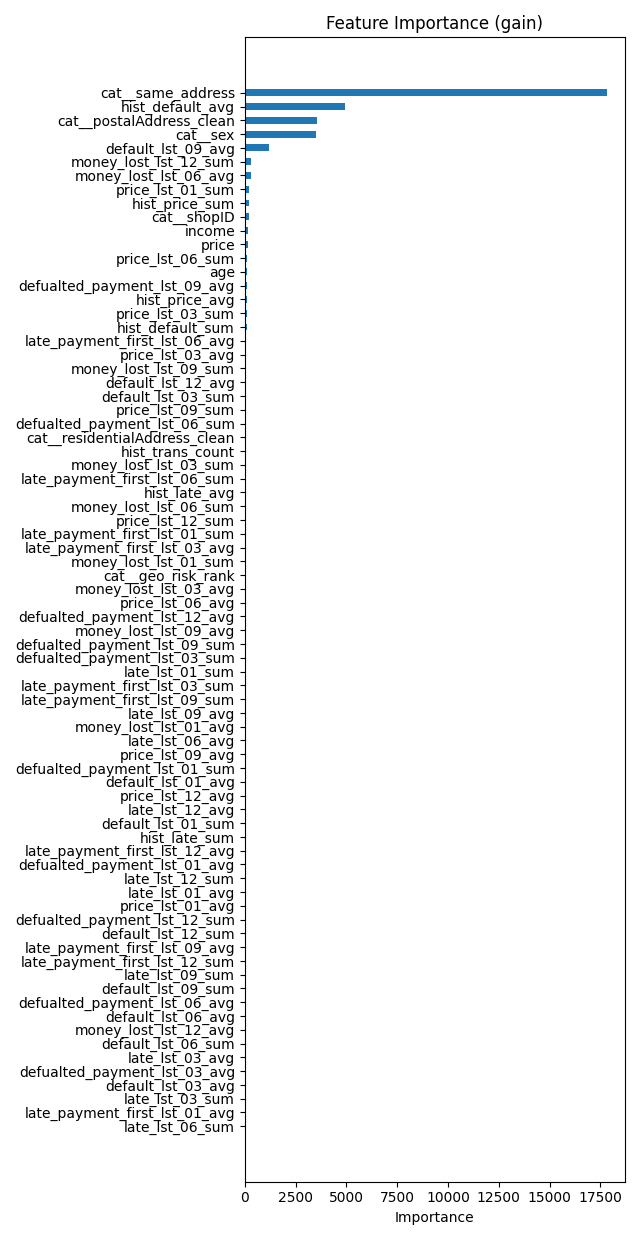 Feature Importance (gain)
cat__same_address
hist_default_avg
cat__postalAddress_clean
cat__sex
default_lst_09_avg
money_lost_lst_12_sum
money_lost_lst_06_avg
price_lst_01_sum
hist_price_sum
cat__shopID
income
price
price_lst_06_sum
age
defualted_payment_lst_09_avg
hist_price_avg
price_lst_03_sum
hist_default_sum
late_payment_first_lst_06_avg
price_lst_03_avg
money_lost_lst_09_sum
default_lst_12_avg
default_lst_03_sum
price_lst_09_sum
defualted_payment_lst_06_sum
cat__residentialAddress_clean
hist_trans_count
money_lost_lst_03_sum
late_payment_first_lst_06_sum
hist_late_avg
money_lost_lst_06_sum
price_lst_12_sum
late_payment_first_lst_01_sum
late_payment_first_lst_03_avg
money_lost_lst_01_sum
cat__geo_risk_rank
money_lost_lst_03_avg
price_lst_06_avg
defualted_payment_lst_12_avg
money_lost_lst_09_avg
defualted_payment_lst_09_sum
defualted_payment_lst_03_sum
late_lst_01_sum
late_payment_first_lst_03_sum
late_payment_first_lst_09_sum
late_lst_09_avg
money_lost_lst_01_avg
late_lst_06_avg
price_lst_09_avg
defualted_payment_lst_01_sum
default_lst_01_avg
price_lst_12_avg
late_lst_12_avg
default_lst_01_sum
hist_late_sum
late_payment_first_lst_12_avg
defualted_payment_lst_01_avg
late_lst_12_sum
late_lst_01_avg
price_lst_01_avg
defualted_payment_lst_12_sum
default_lst_12_sum
late_payment_first_lst_09_avg
late_payment_first_lst_12_sum
late_lst_09_sum
default_lst_09_sum
defualted_payment_lst_06_avg
default_lst_06_avg
money_lost_lst_12_avg
default_lst_06_sum
late_lst_03_avg
defualted_payment_lst_03_avg
default_lst_03_avg
late_lst_03_sum
late_payment_first_lst_01_avg
late_lst_06_sum
0 2500 5000 7500 10000 12500 15000 17500
Importance